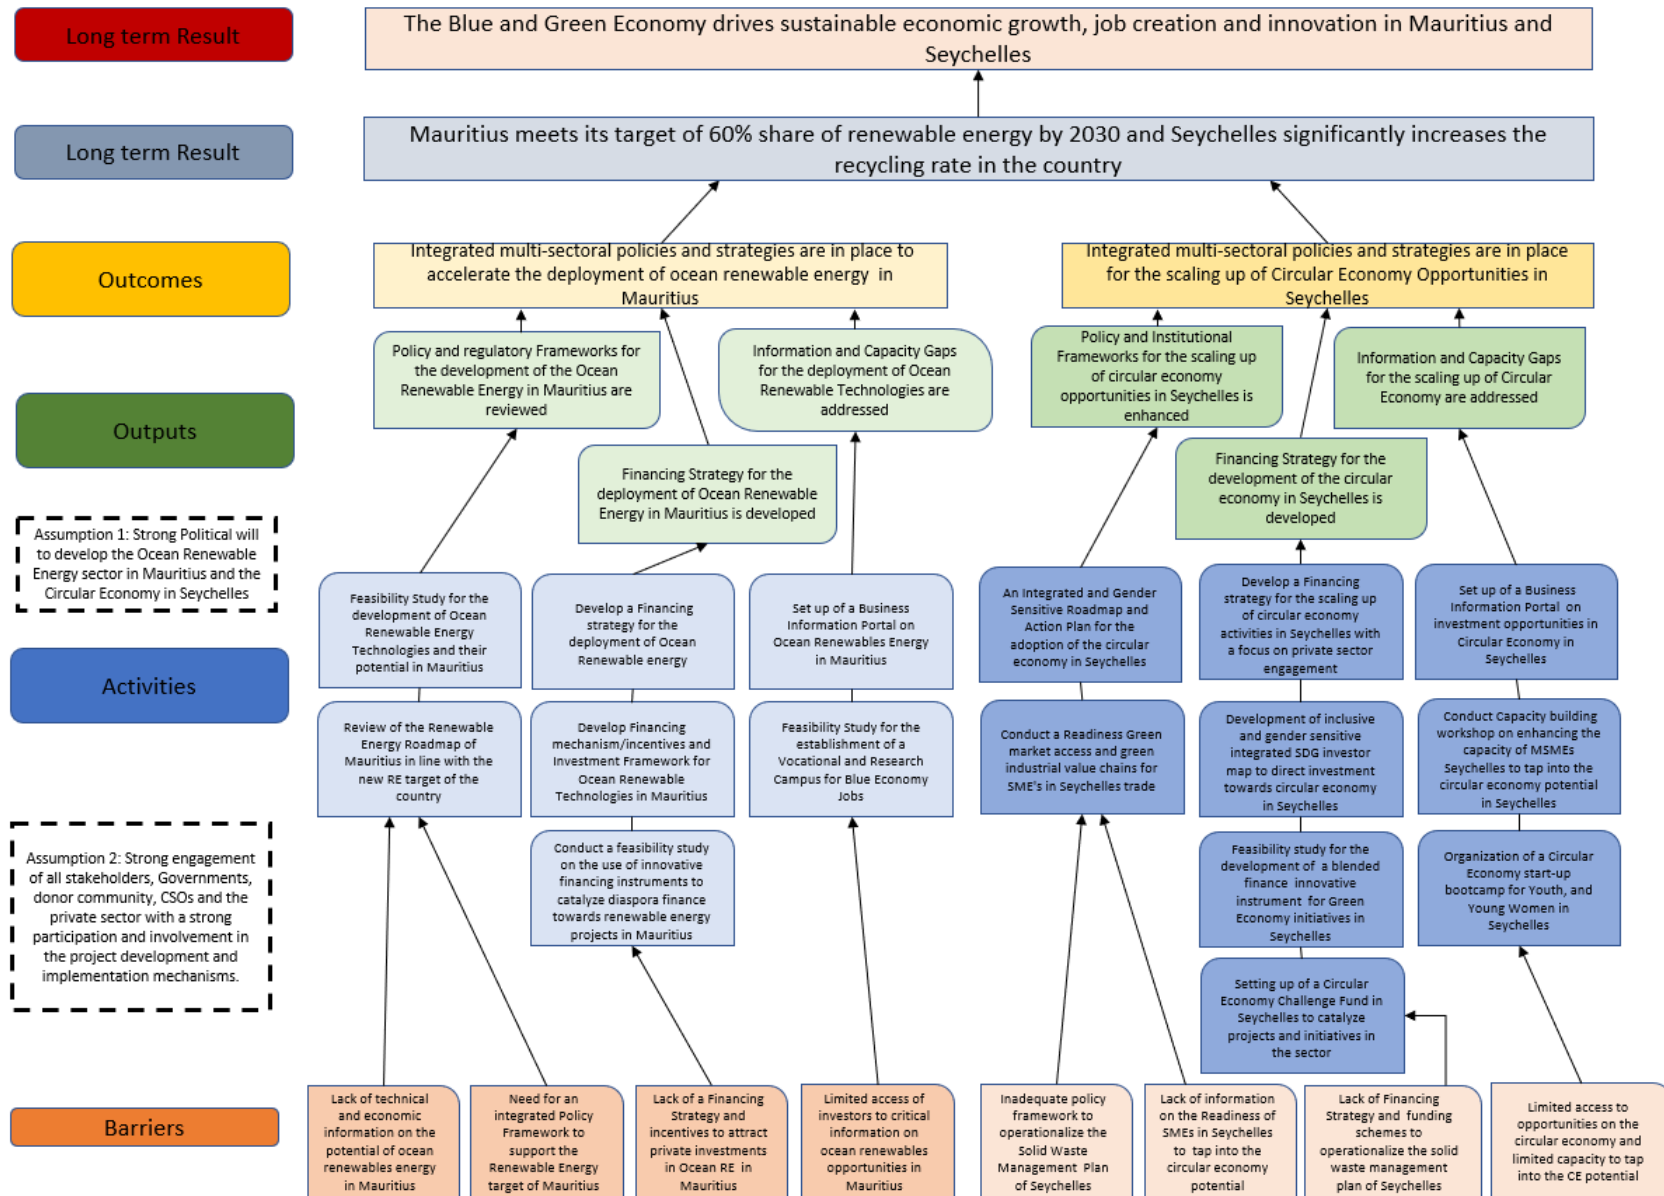 Long term Result
The Blue and Green Economy drives sustainable economic growth, job creation and innovation in Mauritius and
Seychelles
Long term Result
Mauritius meets its target of 60% share of renewable energy by 2030 and Seychelles significantly increases the
recycling rate in the country
Outcomes
Integrated multi-sectoral policies and strategies are in place to
accelerate the deployment of ocean renewable energy in
Mauritius
Integrated multi-sectoral policies and strategies are in place
for the scaling up of Circular Economy Opportunities in
Seychelles
Outputs
Policy and regulatory Frameworks for
the development of the Ocean
Renewable Energy in Mauritius are
reviewed
Information and Capacity Gaps
for the deployment of Ocean
Renewable Technologies are
addressed
Policy and Institutional
Frameworks for the scaling up
of circular economy
opportunities in Seychelles is
enhanced
Information and Capacity Gaps
for the scaling up of Circular
Economy are addressed
Financing Strategy for the
deployment of Ocean Renewable
Energy in Mauritius is developed
Financing Strategy for the
development of the circular
economy in Seychelles is
developed
Assumption 1: Strong Political will
to develop the Ocean Renewable
Energy sector in Mauritius and the
Circular Economy in Seychelles
Activities
Feasibility Study for the
development of Ocean
Renewable Energy
Technologies and their
potential in Mauritius
Develop a Financing
strategy for the
deployment of Ocean
Renewable energy
Set up of a Business
Information Portal on
Ocean Renewables Energy
in Mauritius
An Integrated and Gender
Sensitive Roadmap and
Action Plan for the
adoption of the circular
economy in Seychelles
Develop a Financing
strategy for the scaling up
of circular economy
activities in Seychelles with
a focus on private sector
engagement
Set up of a Business
Information Portal on
investment opportunities in
Circular Economy in
Seychelles
Review of the Renewable
Energy Roadmap of
Mauritius in line with the
new RE target of the
country
Develop Financing
mechanism/incentives and
Investment Framework for
Ocean Renewable
Technologies in Mauritius
Feasibility Study for the
establishment of a
Vocational and Research
Campus for Blue Economy
Jobs
Conduct a Readiness Green
market access and green
industrial value chains for
SME's in Seychelles trade
Development of inclusive
and gender sensitive
integrated SDG investor
map to direct investment
towards circular economy
in Seychelles
Conduct Capacity building
workshop on enhancing the
capacity of MSMEs
Seychelles to tap into the
circular economy potential
in Seychelles
Assumption 2: Strong engagement
of all stakeholders, Governments,
donor community, CSOs and the
private sector with a strong
participation and involvement in
the project development and
implementation mechanisms.
Conduct a feasibility study
on the use of innovative
financing instruments to
catalyze diaspora finance
towards renewable energy
projects in Mauritius
Feasibility study for the
development of a blended
finance innovative
instrument for Green
Economy initiatives in
Seychelles
Organization of a Circular
Economy start-up
bootcamp for Youth, and
Young Women in
Seychelles
Setting up of a Circular
Economy Challenge Fund in
Seychelles to catalyze
projects and initiatives in
the sector
Barriers
Lack of technical
and economic
information on the
potential of ocean
renewables energy
in Mauritius
Need for an
integrated Policy
Framework to
support the
Renewable Energy
target of Mauritius
Lack of a Financing
Strategy and
incentives to attract
private investments
in Ocean RE in
Mauritius
Limited access of
investors to critical
information on
ocean renewables
opportunities in
Mauritius
Inadequate policy
framework to
operationalize the
Solid Waste
Management Plan
of Seychelles
Lack of information
on the Readiness of
SMEs in Seychelles
to tap into the
circular economy
potential
Lack of Financing
Strategy and funding
schemes to
operationalize the solid
waste management
plan of Seychelles
Limited access to
opportunities on the
circular economy and
limited capacity to tap
into the CE potential